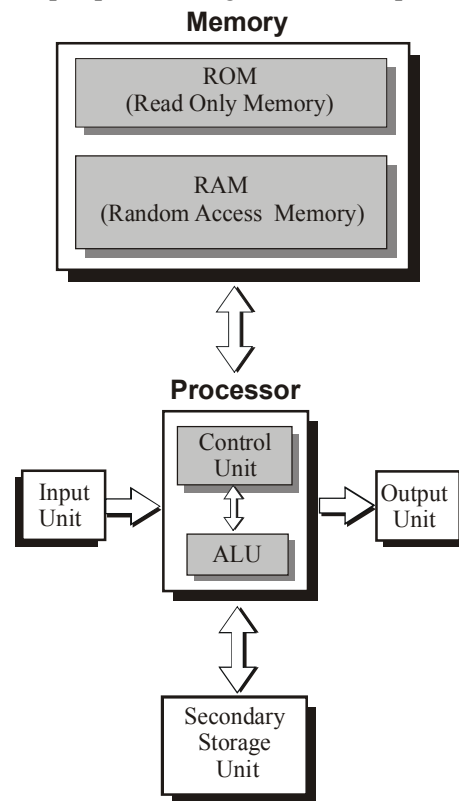 Memory
ROM
(Read Only Memory)
RAM
(Random Access Memory)
Processor
Control
Unit
Input
Unit
Output
Unit
ALU
Secondary
Storage
Unit